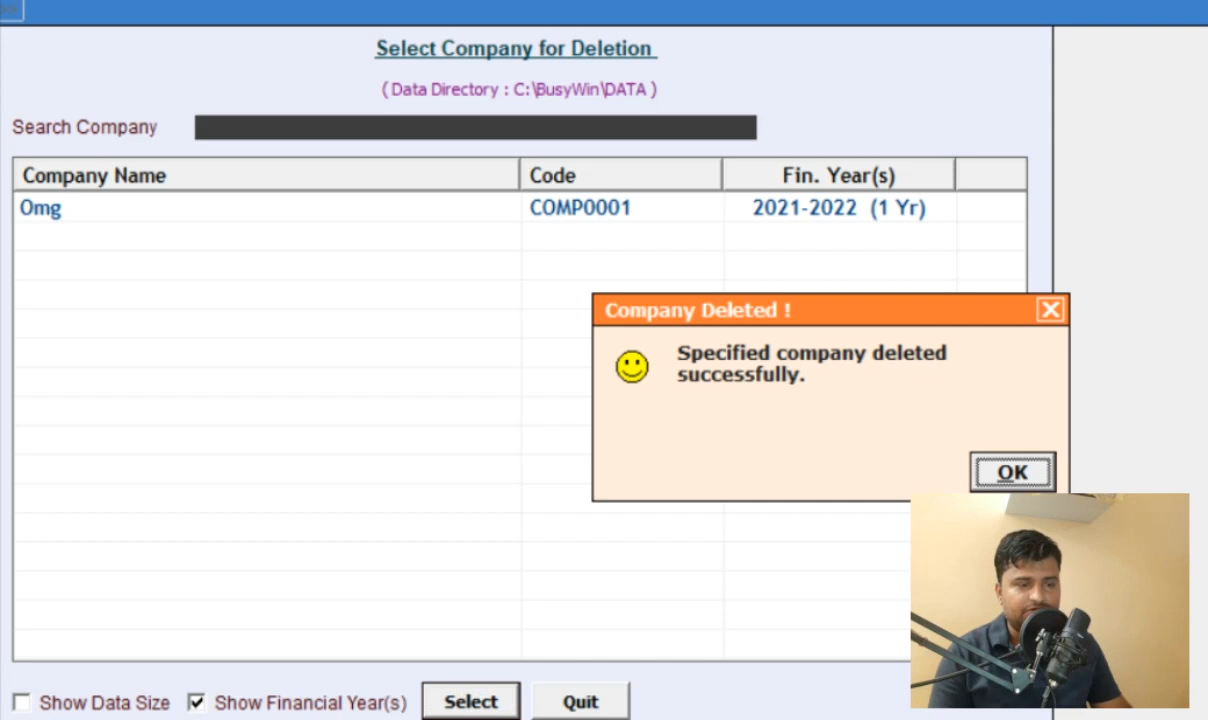 Select Company for Deletion
( Data Directory : C:\BusyWin\DATA )
Search Company
Company Name Code Fin. Year(s)
Omg COMP0001 2021-2022 (1 Yr)
Company Deleted !
Specified company deleted
successfully.
OK
Show Data Size Show Financial Year(s) Select Quit